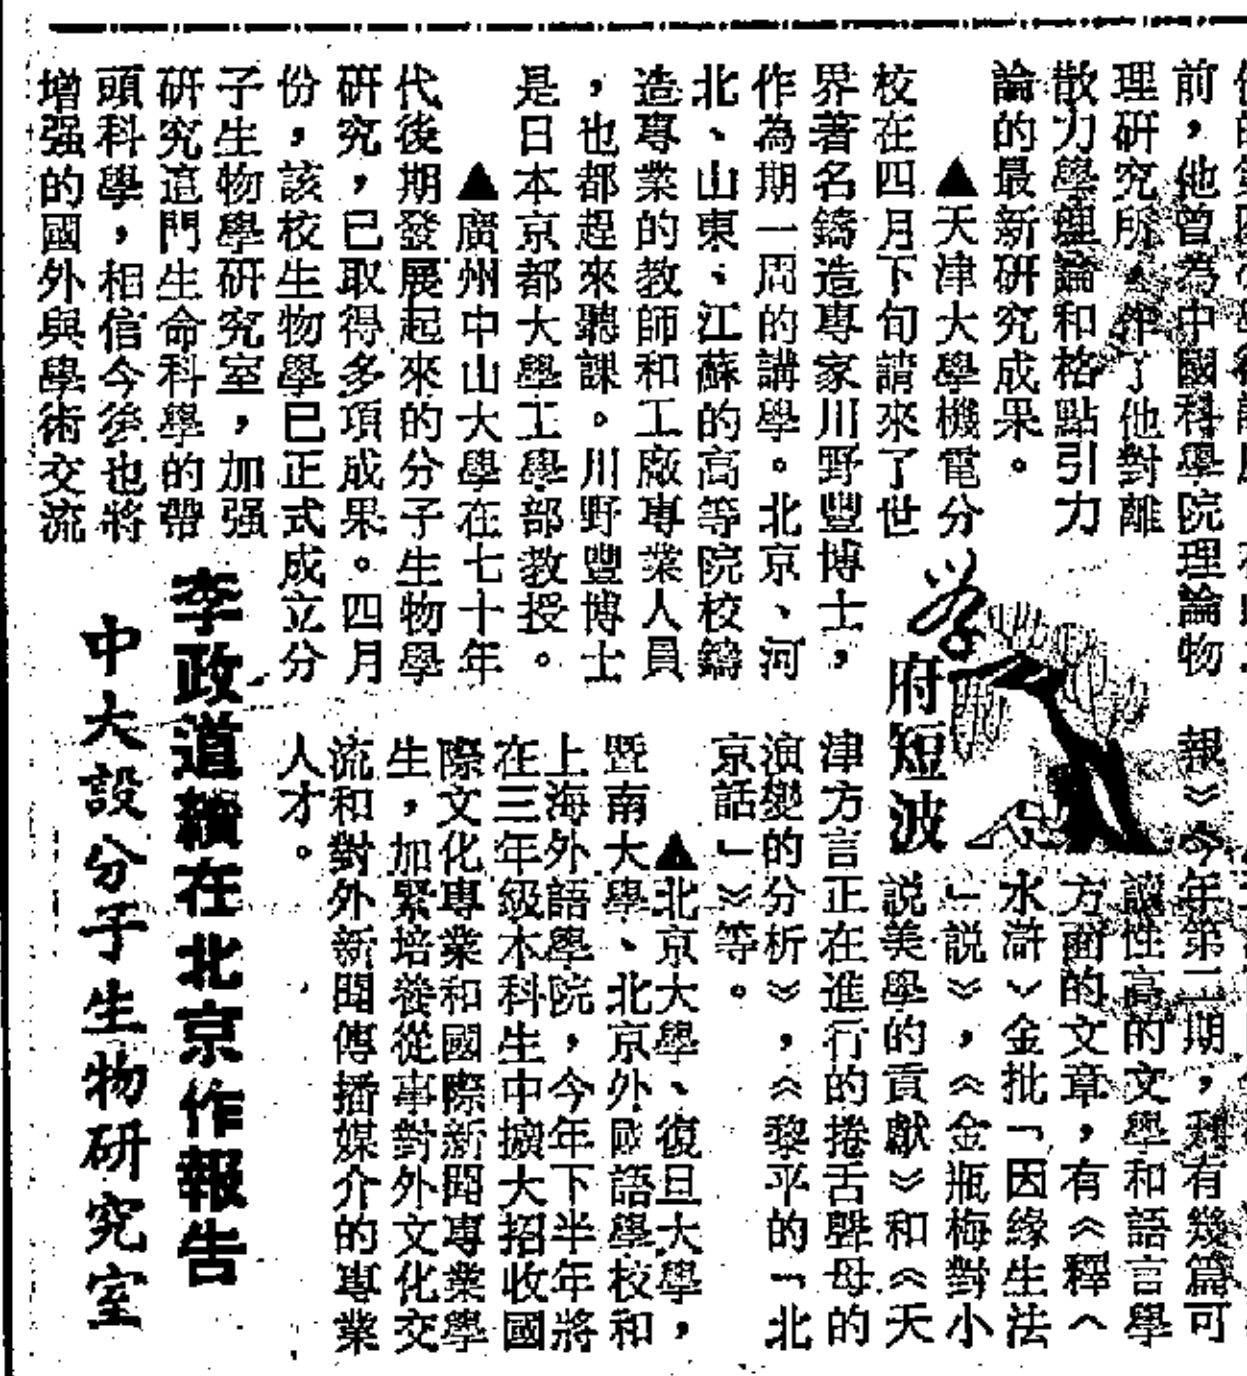 前，他曾為中國科學院理論物
理研究所作了他對離
散力學理論和格點引力
論的最新研究成果。
▲天津大學機電分
校在四月下旬請來了世
界著名鑄造專家川野豐博士，
作為期一周的講學。北京、河
北、山東、江蘇的高等院校鑄
造專業的教師和工廠專業人員
，也都趕來聽課。川野豐博士
是日本京都大學工學部教授。
▲廣州中山大學在七十年
代後期發展起來的分子生物學
研究，已取得多項成果。四月
份，該校生物學已正式成立分
子生物學研究室，加强
研究這門生命科學的帶
頭科學，相信今後也將
增强的國外與學術交流
學府短波
李政道續在北京作報告
中大設分子生物研究室
報》今年第二期，刊有幾篇可
讀性高的文學和語言學
方面的文章，有《釋〈
水滸〉金批「因緣生法
」説》，《金瓶梅對小
説美學的貢獻》和《天
津方言正在進行的捲舌聲母的
演變的分析》，《黎平的「北
京話」》等。
▲北京大學、復旦大學，
暨南大學、北京外國語學校和
上海外語學院，今年下半年將
在三年級本科生中擴大招收國
際文化專業和國際新聞專業學
生，加緊培養從事對外文化交
流和對外新聞傳播媒介的專業
人才。